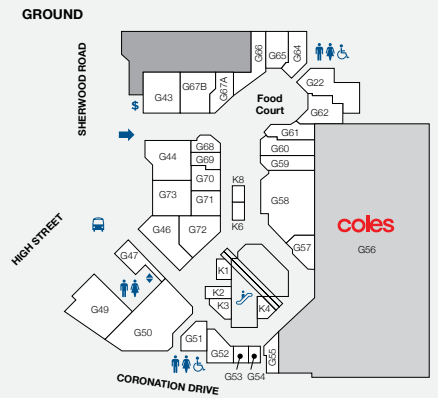 GROUND
SHERWOOD ROAD
G66
G65
G64
G43
G67B
G67A
$
Food
Court
G22
G62
G61
G60
G59
G68
G69
G44
G70
G73
G71
G46
G72
K8
K6
G58
G57
coles
G56
HIGH STREET
G47
G49
G50
K1
K2
K3
K4
G51
G52
G53
G54
G55
CORONATION DRIVE